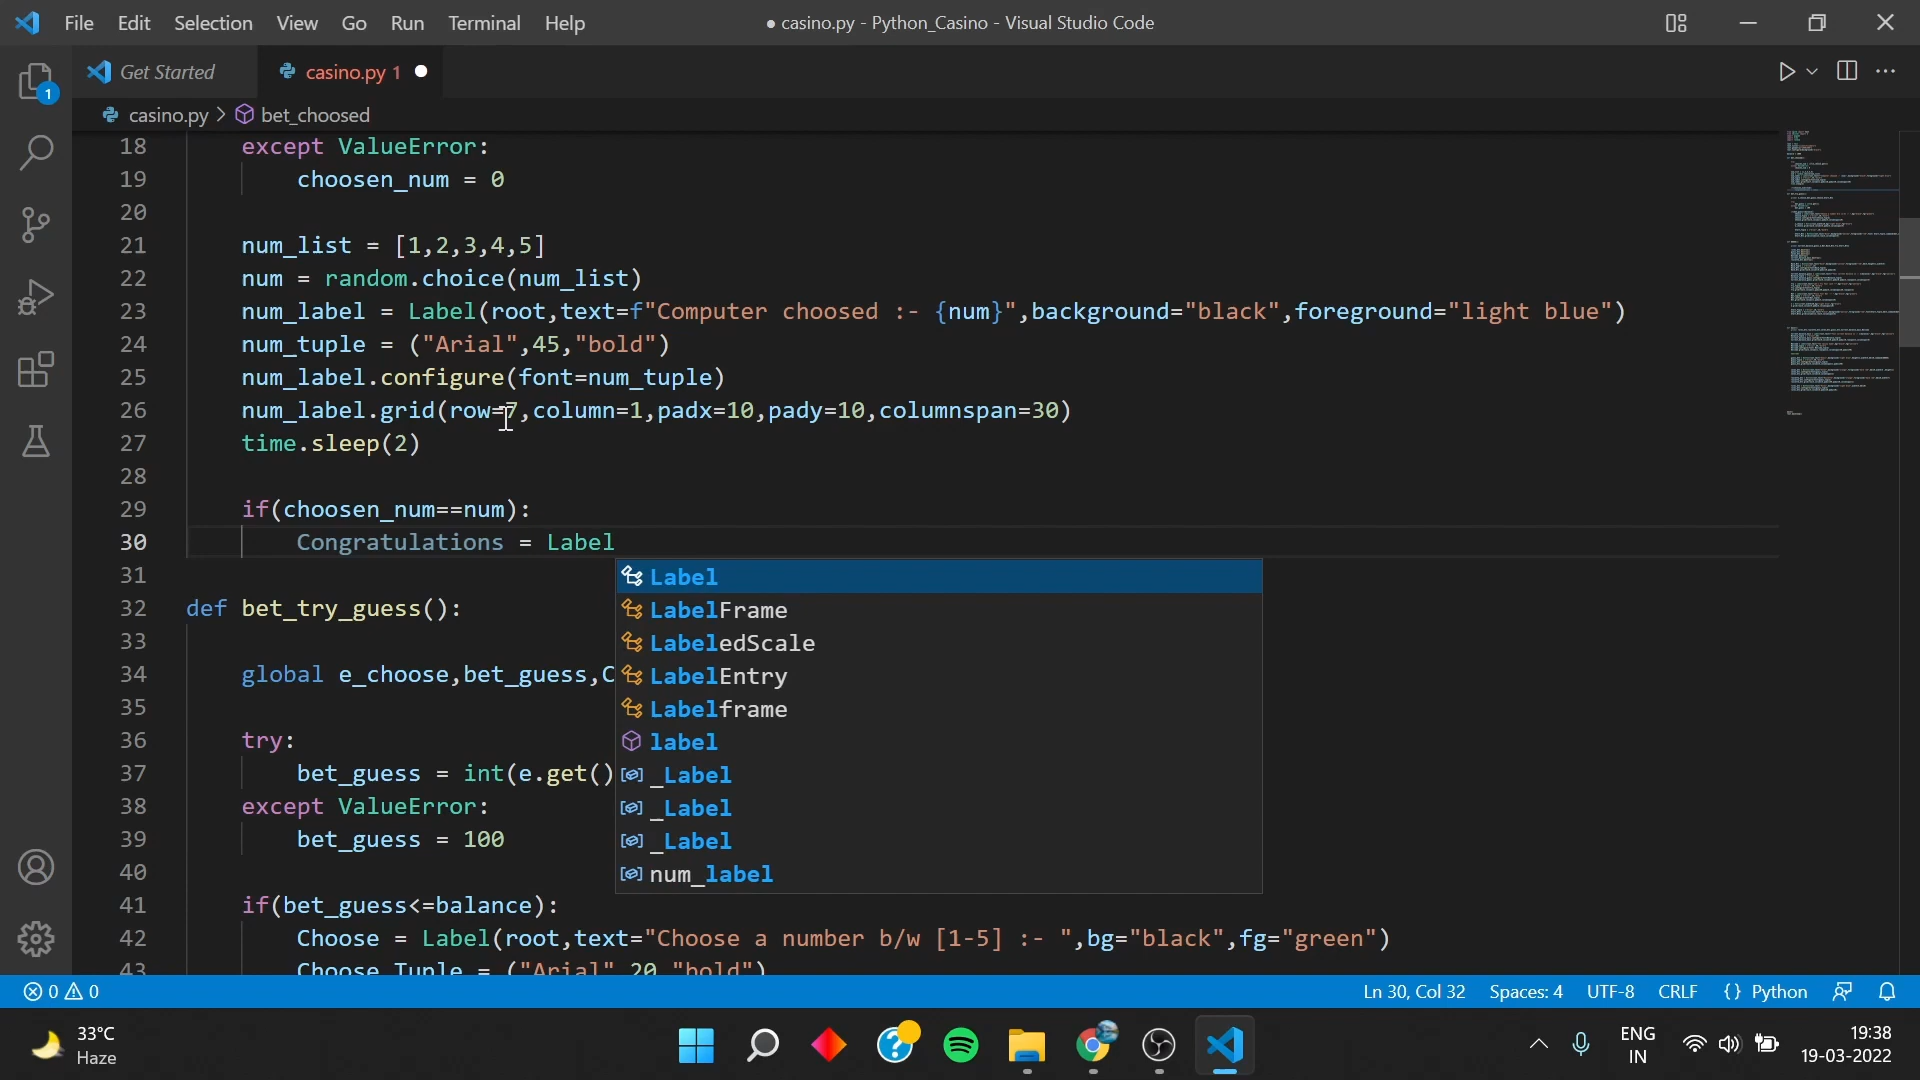 File Edit Selection View Go Run Terminal Help
● casino.py - Python_Casino - Visual Studio Code
Get Started
casino.py 1
1
casino.py > bet_choosed
18 except ValueError:
19 choosen_num = 0
20
21 num_list = [1,2,3,4,5]
22 num = random.choice(num_list)
23 num_label = Label(root,text=f"Computer choosed :- {num}",background="black",foreground="light blue")
24 num_tuple = ("Arial",45,"bold")
25 num_label.configure(font=num_tuple)
26 num_label.grid(row=7,column=1,padx=10,pady=10,columnspan=30)
27 time.sleep(2)
28
29 if(choosen_num==num):
30 Congratulations = Label
31
32 def bet_try_guess():
33
34 global e_choose,bet_guess,C
35
36 try:
37 bet_guess = int(e.get()
38 except ValueError:
39 bet_guess = 100
40
41 if(bet_guess<=balance):
42 Choose = Label(root,text="Choose a number b/w [1-5] :- ",bg="black",fg="green")
43 Choose_Tuple = ("Arial",20,"bold")
Label
LabelFrame
LabeledScale
LabelEntry
Labelframe
label
_Label
_Label
_Label
num_label
0 0
Ln 30, Col 32 Spaces: 4 UTF-8 CRLF {} Python
33°C
Haze
ENG
IN
19:38
19-03-2022